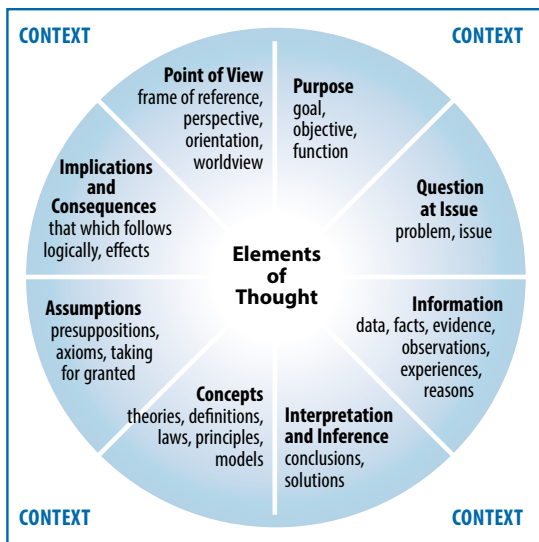 CONTEXT
CONTEXT
Point of View
frame of reference,
perspective,
orientation,
worldview
Purpose
goal,
objective,
function
Question
at Issue
problem, issue
Information
data, facts, evidence,
observations,
experiences,
reasons
Interpretation
and Inference
conclusions,
solutions
Concepts
theories, definitions,
laws, principles,
models
Assumptions
presuppositions,
axioms, taking
for granted
Implications
and
Consequences
that which follows
logically, effects
Elements
of
Thought
CONTEXT
CONTEXT